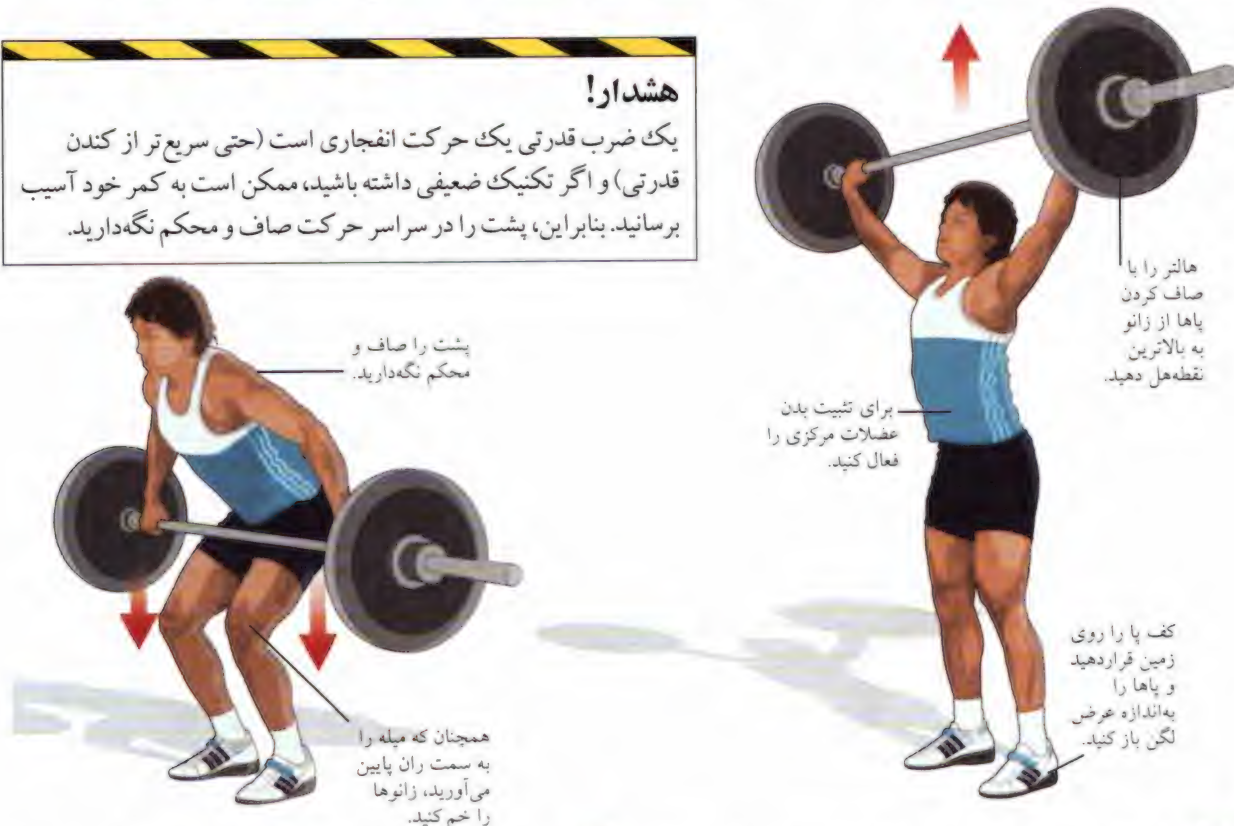 هشدار!
یک ضرب قدرتی یک حرکت انفجاری است (حتی سریع‌تر از کندن
قدرتی) و اگر تکنیک ضعیفی داشته باشید، ممکن است به کمر خود آسیب
برسانید. بنابراین، پشت را در سراسر حرکت صاف و محکم نگه‌دارید.
هالتر را با
صاف کردن
پاها از زانو
به بالاترین
نقطه‌هل دهید.
برای تثبیت بدن
عضلات مرکزی را
فعال کنید.
کف پا را روی
زمین قراردهید
و پاها را
به‌اندازه عرض
لگن باز کنید.
پشت را صاف و
محکم نگه‌دارید.
همچنان که میله را
به سمت ران پایین
می‌آورید، زانوها
را خم کنید.